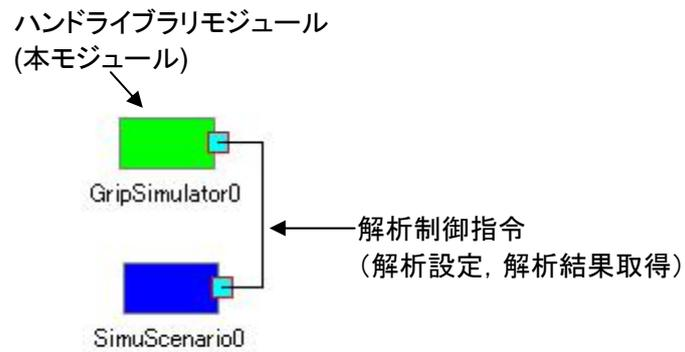 ハンドライブラリモジュール
(本モジュール)
GripSimulator0
解析制御指令
（解析設定，解析結果取得）
SimuScenario0